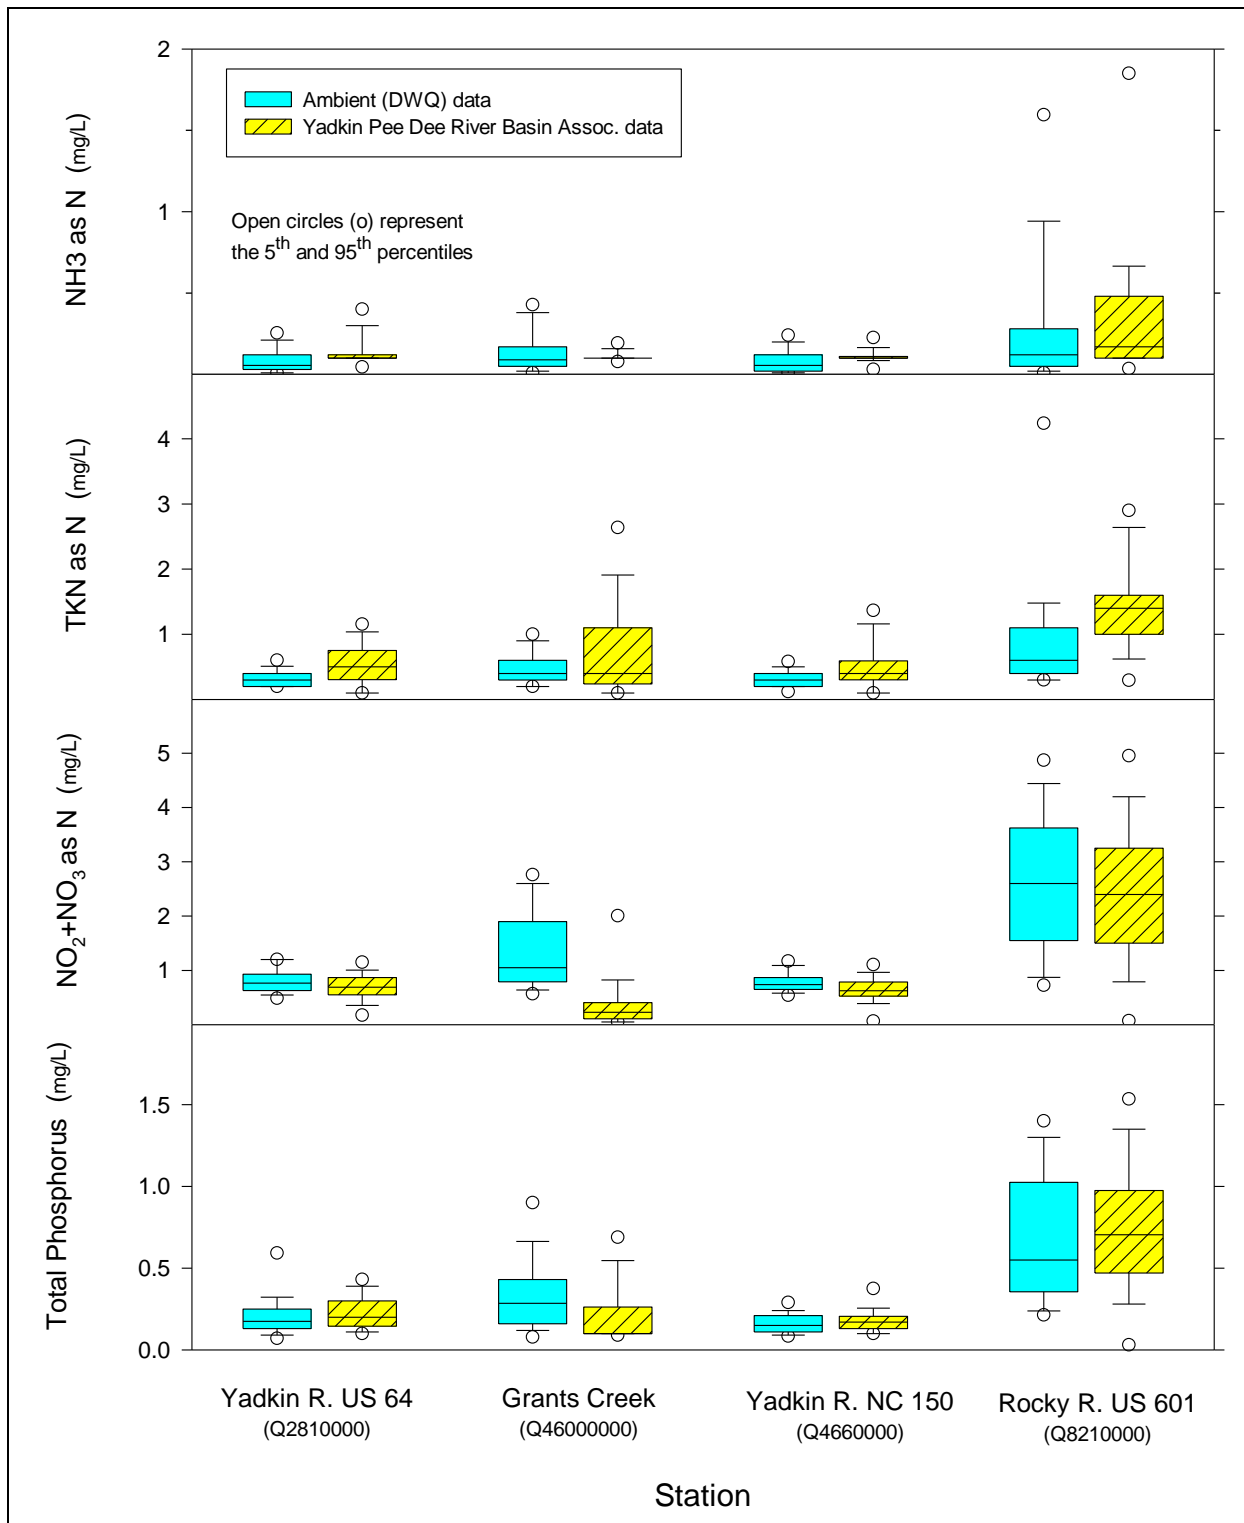 2
Ambient (DWQ) data
Yadkin Pee Dee River Basin Assoc. data
1
Open circles (o) represent
the 5th and 95th percentiles
NH3 as N (mg/L)
4
3
2
1
TKN as N (mg/L)
5
4
3
2
1
NO2+NO3 as N (mg/L)
1.5
1.0
0.5
0.0
Total Phosphorus (mg/L)
Yadkin R. US 64
(Q2810000)
Grants Creek
(Q46000000)
Yadkin R. NC 150
(Q4660000)
Rocky R. US 601
(Q8210000)
Station